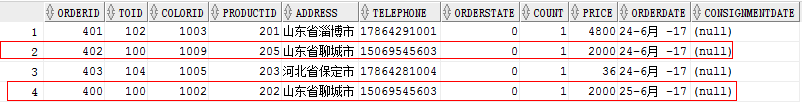 ORDERID TOID COLORID PRODUCTID ADDRESS TELEPHONE ORDERSTATE COUNT PRICE ORDERDATE CONSIGNMENTDATE
1 401 102 1003 201 山东省淄博市 17864291001 0 1 4800 24-6月 -17 (null)
2 402 100 1009 205 山东省聊城市 15069545603 0 1 2000 24-6月 -17 (null)
3 403 104 1005 203 河北省保定市 17864281004 0 1 36 24-6月 -17 (null)
4 400 100 1002 202 山东省聊城市 15069545603 0 1 2000 25-6月 -17 (null)